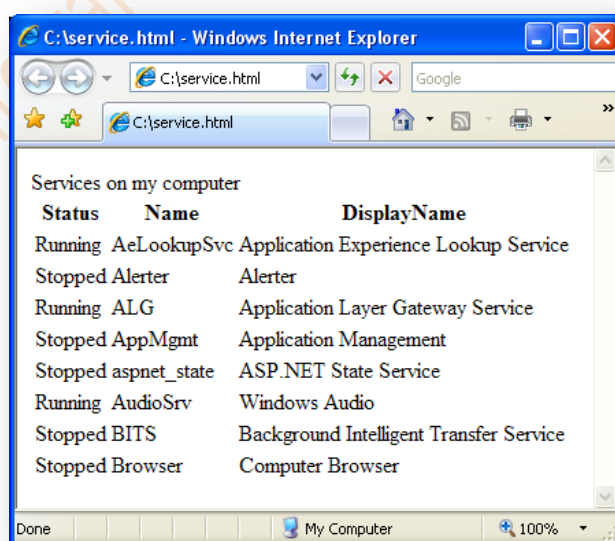 C:\service.html - Windows Internet Explorer
C:\service.html
Google
C:\service.html
»
Services on my computer
Status Name DisplayName
Running AeLookupSvc Application Experience Lookup Service
Stopped Alerter Alerter
Running ALG Application Layer Gateway Service
Stopped AppMgmt Application Management
Stopped aspnet_state ASP.NET State Service
Running AudioSrv Windows Audio
Stopped BITS Background Intelligent Transfer Service
Stopped Browser Computer Browser
Done My Computer 100%